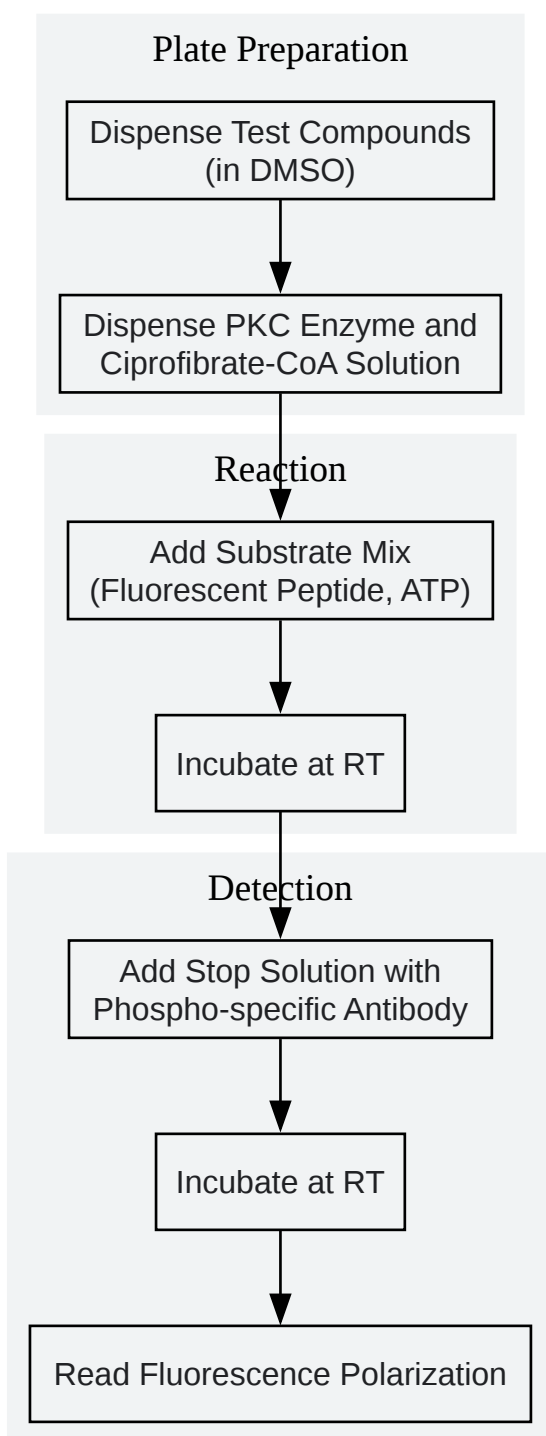 Plate Preparation
Dispense Test Compounds
(in DMSO)
Dispense PKC Enzyme and
Ciprofibrate-CoA Solution
Reaction
Add Substrate Mix
(Fluorescent Peptide, ATP)
Incubate at RT
Detection
Add Stop Solution with
Phospho-specific Antibody
Incubate at RT
Read Fluorescence Polarization